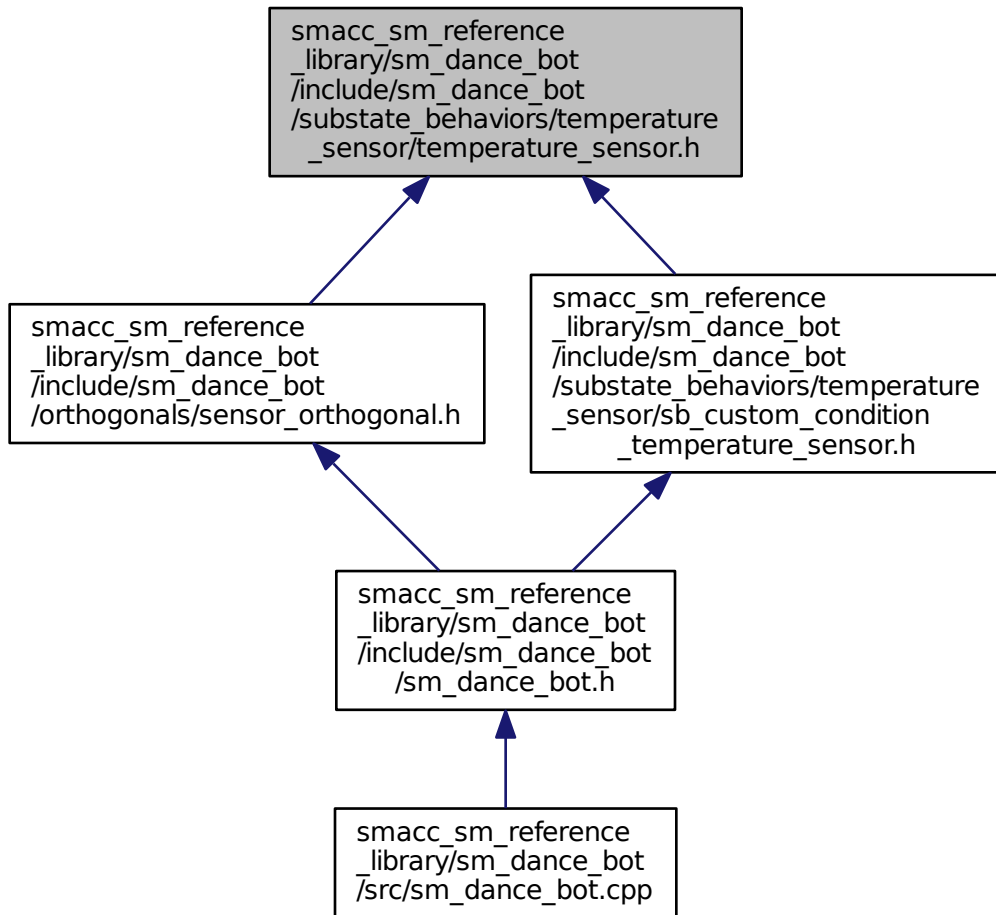 smacc_sm_reference
_library/sm_dance_bot
/include/sm_dance_bot
/substate_behaviors/temperature
_sensor/temperature_sensor.h
smacc_sm_reference
_library/sm_dance_bot
/include/sm_dance_bot
/orthogonals/sensor_orthogonal.h
smacc_sm_reference
_library/sm_dance_bot
/include/sm_dance_bot
/substate_behaviors/temperature
_sensor/sb_custom_condition
_temperature_sensor.h
smacc_sm_reference
_library/sm_dance_bot
/include/sm_dance_bot
/sm_dance_bot.h
smacc_sm_reference
_library/sm_dance_bot
/src/sm_dance_bot.cpp